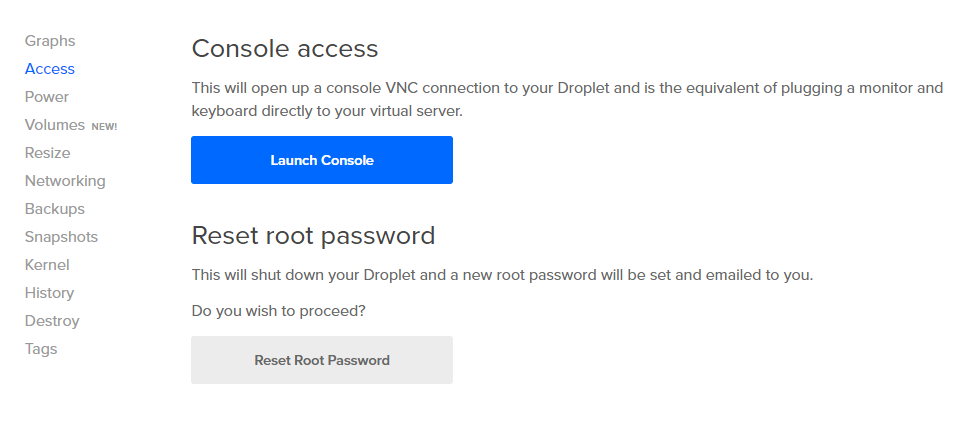 Graphs
Access
Power
Volumes NEW!
Resize
Networking
Backups
Snapshots
Kernel
History
Destroy
Tags
Console access
This will open up a console VNC connection to your Droplet and is the equivalent of plugging a monitor and
keyboard directly to your virtual server.
Launch Console
Reset root password
This will shut down your Droplet and a new root password will be set and emailed to you.
Do you wish to proceed?
Reset Root Password